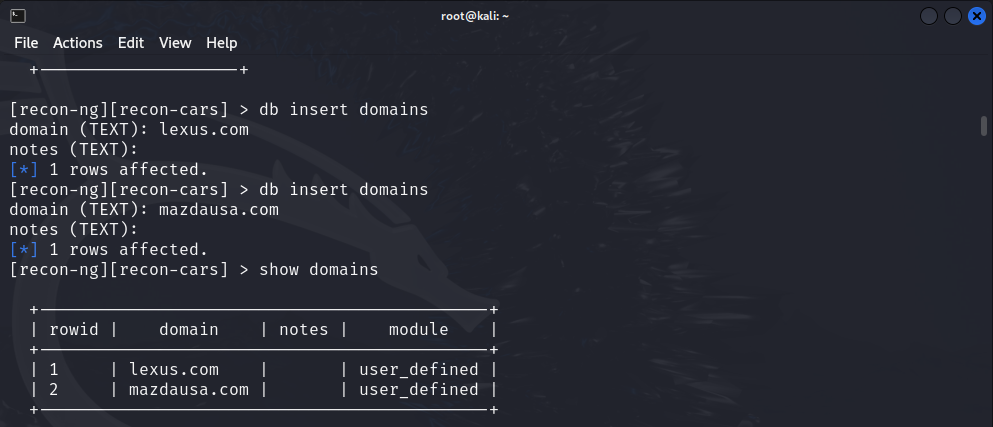 root@kali: ~
File Actions Edit View Help
+--------------------+
[recon-ng][recon-cars] > db insert domains
domain (TEXT): lexus.com
notes (TEXT):
[*] 1 rows affected.
[recon-ng][recon-cars] > db insert domains
domain (TEXT): mazdausa.com
notes (TEXT):
[*] 1 rows affected.
[recon-ng][recon-cars] > show domains
+---------------------------------------------+
| rowid |    domain    | notes |    module    |
+---------------------------------------------+
| 1     | lexus.com    |       | user_defined |
| 2     | mazdausa.com |       | user_defined |
+---------------------------------------------+